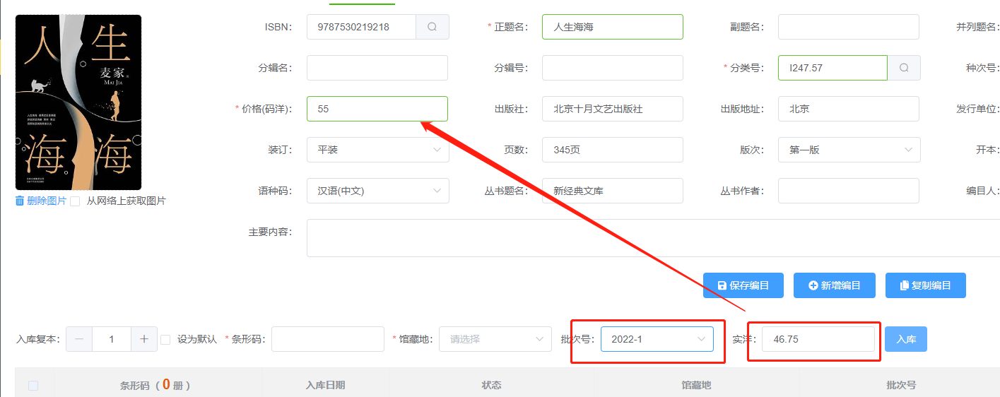 ISBN： 9787530219218 * 正题名： 人生海海 副题名： 并列题名：
分辑名： 分辑号： * 分类号： I247.57 种次号：
* 价格(码洋)： 55 出版社： 北京十月文艺出版社 出版地址： 北京 发行单位：
装订： 平装 页数： 345页 版次： 第一版 开本：
语种码： 汉语(中文) 丛书题名： 新经典文库 丛书作者： 编目人：
主要内容：
人生
麦家
MAI JIA
海海
删除图片 从网络上获取图片
保存编目 新增编目 复制编目
入库复本： 1 设为默认 * 条形码： * 馆藏地： 请选择 批次号： 2022-1 实洋： 46.75 入库
条形码（ 0 册 ） 入库日期 状态 馆藏地 批次号